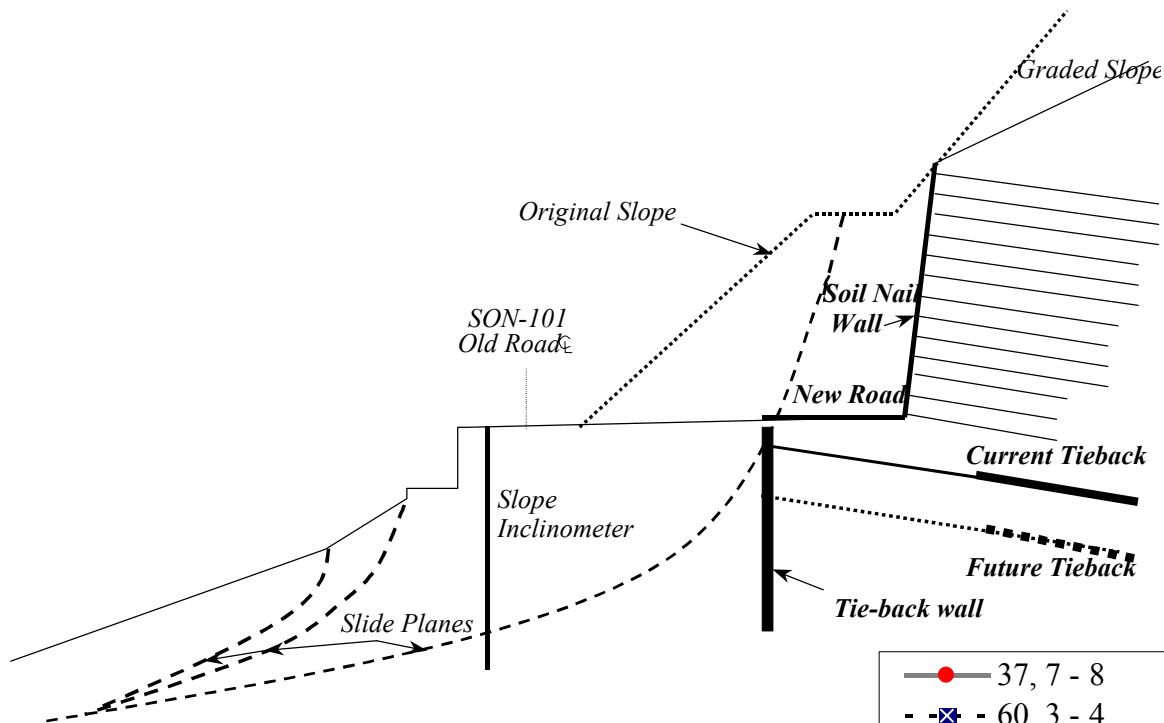 Graded Slope
Original Slope
Soil Nail
Wall
SON-101
Old Road ℄
New Road
Current Tieback
Slope
Inclinometer
Future Tieback
Tie-back wall
Slide Planes
37, 7 - 8
60, 3 - 4